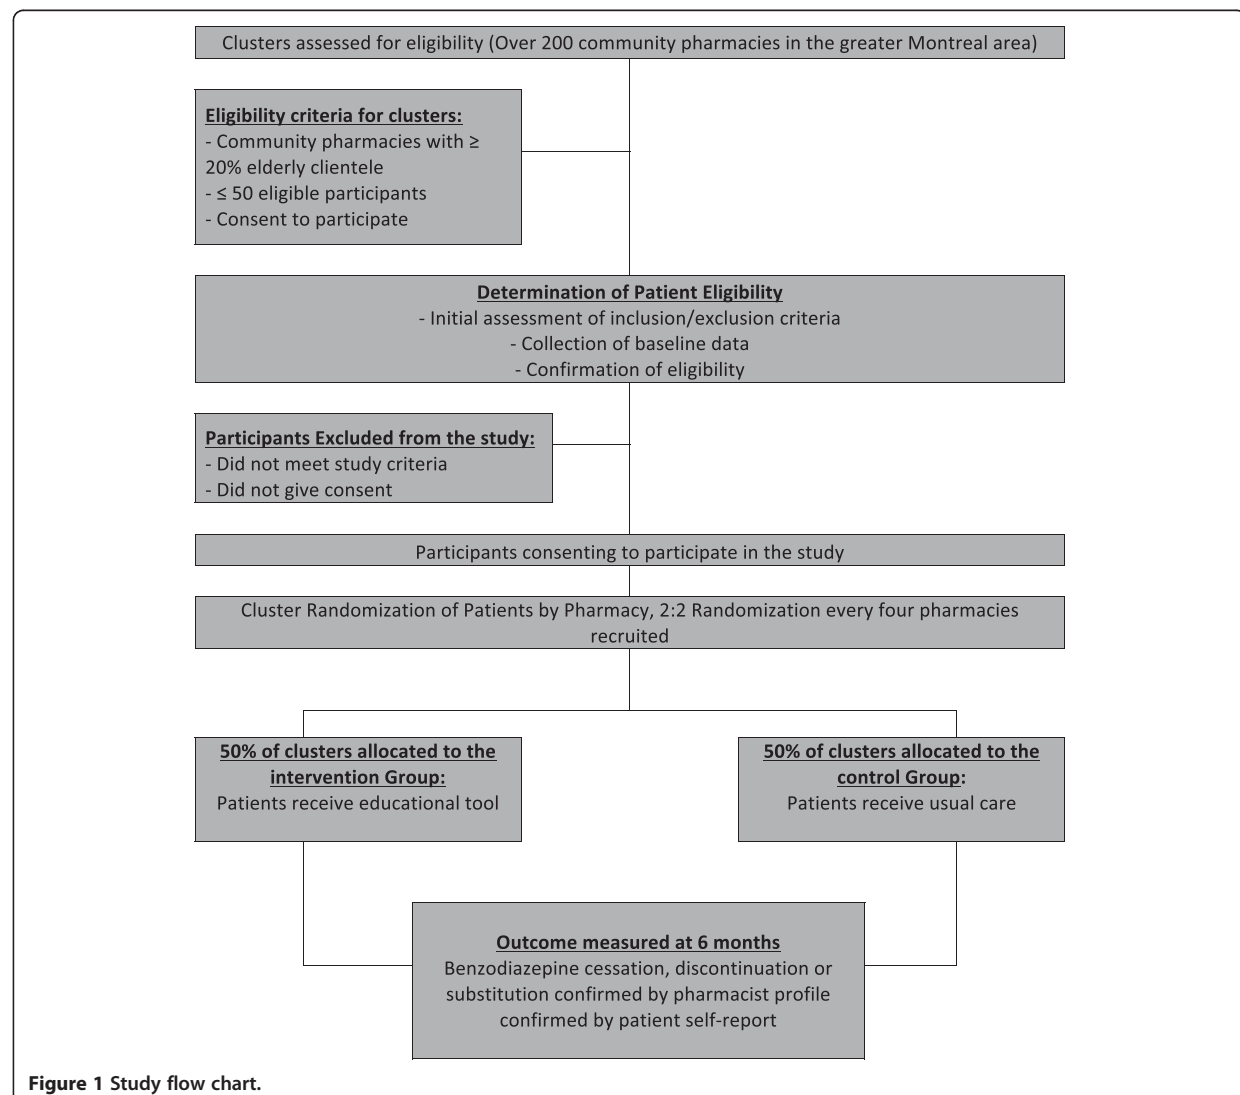 Clusters assessed for eligibility (Over 200 community pharmacies in the greater Montreal area)
Eligibility criteria for clusters:
- Community pharmacies with ≥
20% elderly clientele
- ≤ 50 eligible participants
- Consent to participate
Determination of Patient Eligibility
- Initial assessment of inclusion/exclusion criteria
- Collection of baseline data
- Confirmation of eligibility
Participants Excluded from the study:
- Did not meet study criteria
- Did not give consent
Participants consenting to participate in the study
Cluster Randomization of Patients by Pharmacy, 2:2 Randomization every four pharmacies
recruited
50% of clusters allocated to the
intervention Group:
Patients receive educational tool
50% of clusters allocated to the
control Group:
Patients receive usual care
Outcome measured at 6 months
Benzodiazepine cessation, discontinuation or
substitution confirmed by pharmacist profile
confirmed by patient self-report
Figure 1 Study flow chart.